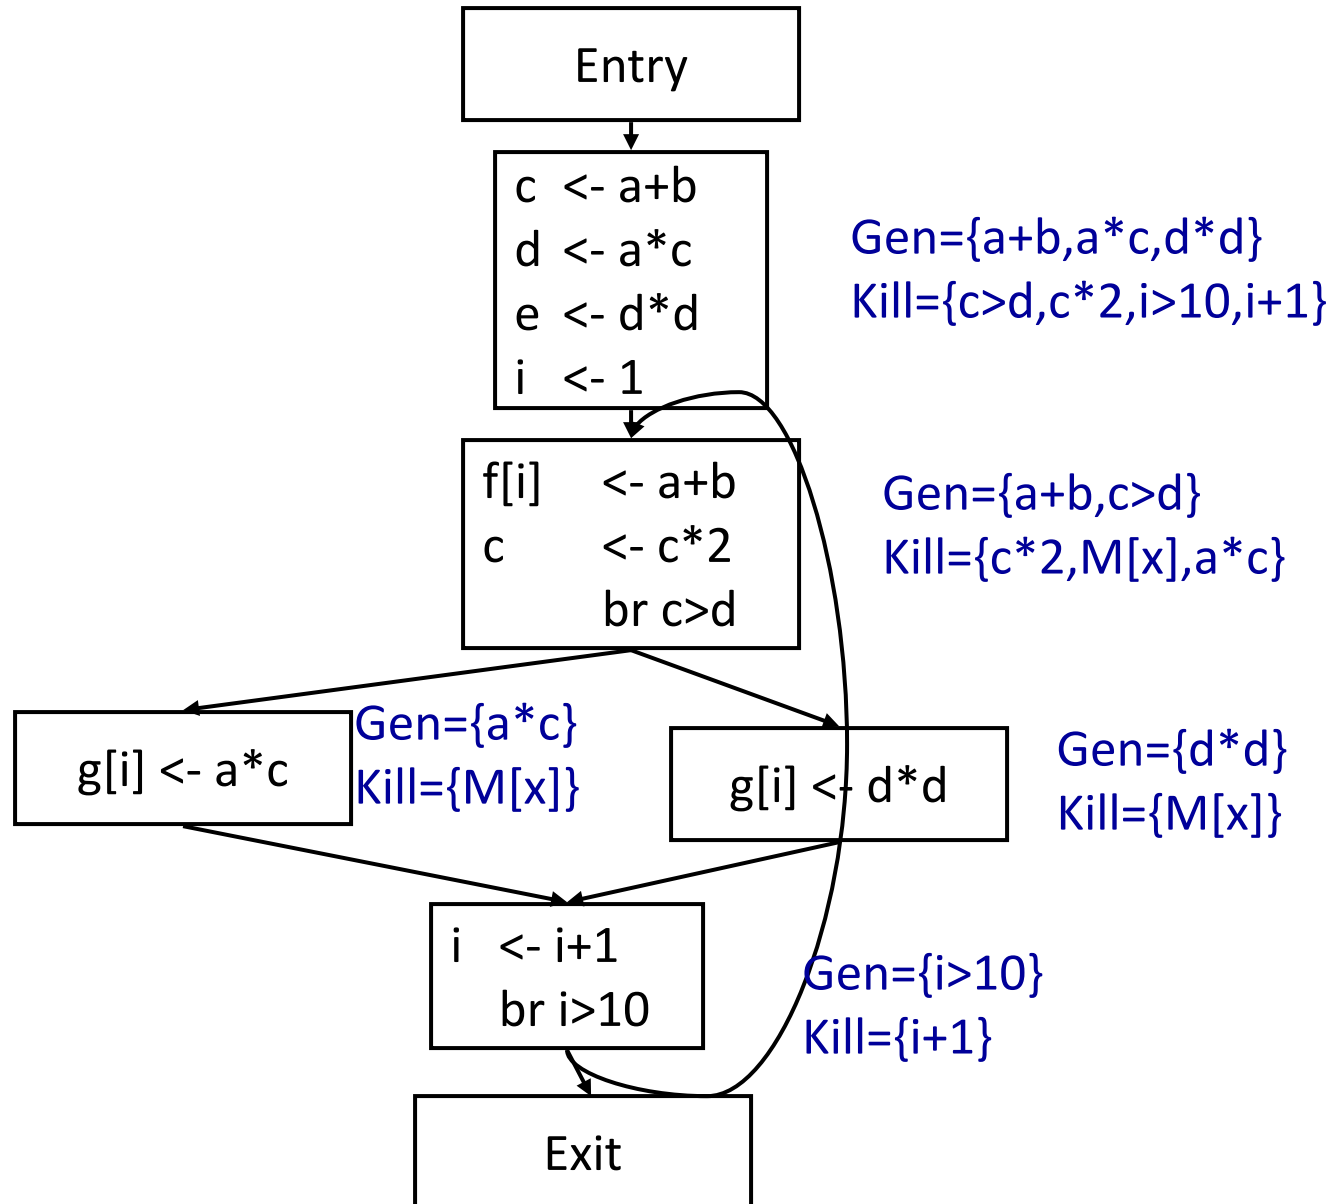 Entry
c <- a+b
d <- a*c
e <- d*d
i <- 1
Gen={a+b,a*c,d*d}
Kill={c>d,c*2,i>10,i+1}
f[i] <- a+b
c <- c*2
br c>d
Gen={a+b,c>d}
Kill={c*2,M[x],a*c}
g[i] <- a*c
Gen={a*c}
Kill={M[x]}
g[i] <- d*d
Gen={d*d}
Kill={M[x]}
i <- i+1
br i>10
Gen={i>10}
Kill={i+1}
Exit